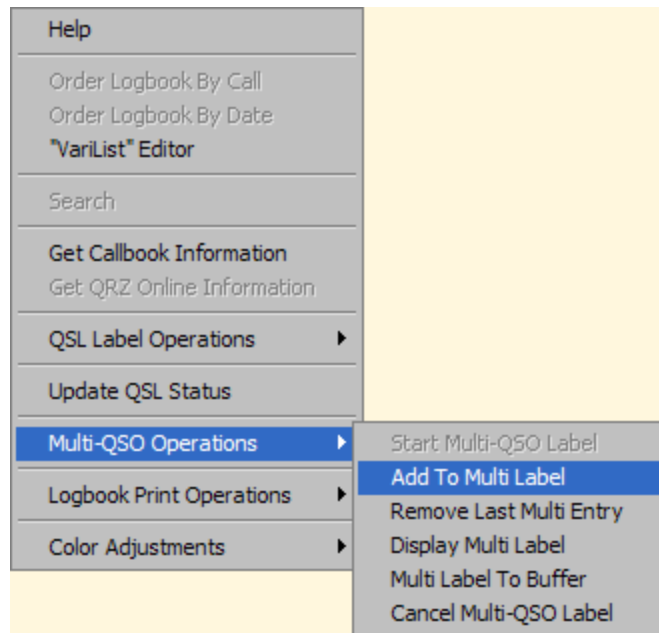 Help
Order Logbook By Call
Order Logbook By Date
"VariList" Editor
Search
Get Callbook Information
Get QRZ Online Information
QSL Label Operations
Update QSL Status
Multi-QSO Operations
Logbook Print Operations
Color Adjustments
Start Multi-QSO Label
Add To Multi Label
Remove Last Multi Entry
Display Multi Label
Multi Label To Buffer
Cancel Multi-QSO Label